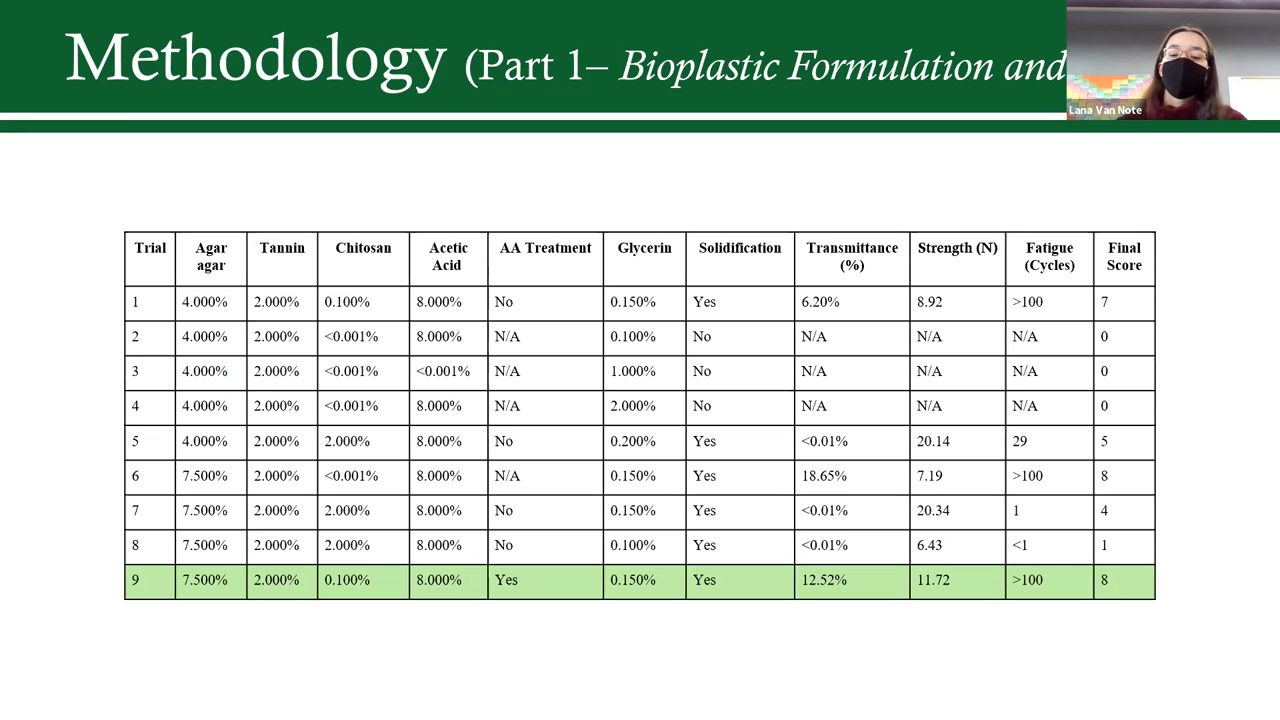 Methodology (Part 1– Bioplastic Formulation and
Lana Van Note
Trial Agar agar Tannin Chitosan Acetic Acid AA Treatment Glycerin Solidification Transmittance (%) Strength (N) Fatigue (Cycles) Final Score
1 4.000% 2.000% 0.100% 8.000% No 0.150% Yes 6.20% 8.92 >100 7
2 4.000% 2.000% <0.001% 8.000% N/A 0.100% No N/A N/A N/A 0
3 4.000% 2.000% <0.001% <0.001% N/A 1.000% No N/A N/A N/A 0
4 4.000% 2.000% <0.001% 8.000% N/A 2.000% No N/A N/A N/A 0
5 4.000% 2.000% 2.000% 8.000% No 0.200% Yes <0.01% 20.14 29 5
6 7.500% 2.000% <0.001% 8.000% N/A 0.150% Yes 18.65% 7.19 >100 8
7 7.500% 2.000% 2.000% 8.000% No 0.150% Yes <0.01% 20.34 1 4
8 7.500% 2.000% 2.000% 8.000% No 0.100% Yes <0.01% 6.43 <1 1
9 7.500% 2.000% 0.100% 8.000% Yes 0.150% Yes 12.52% 11.72 >100 8